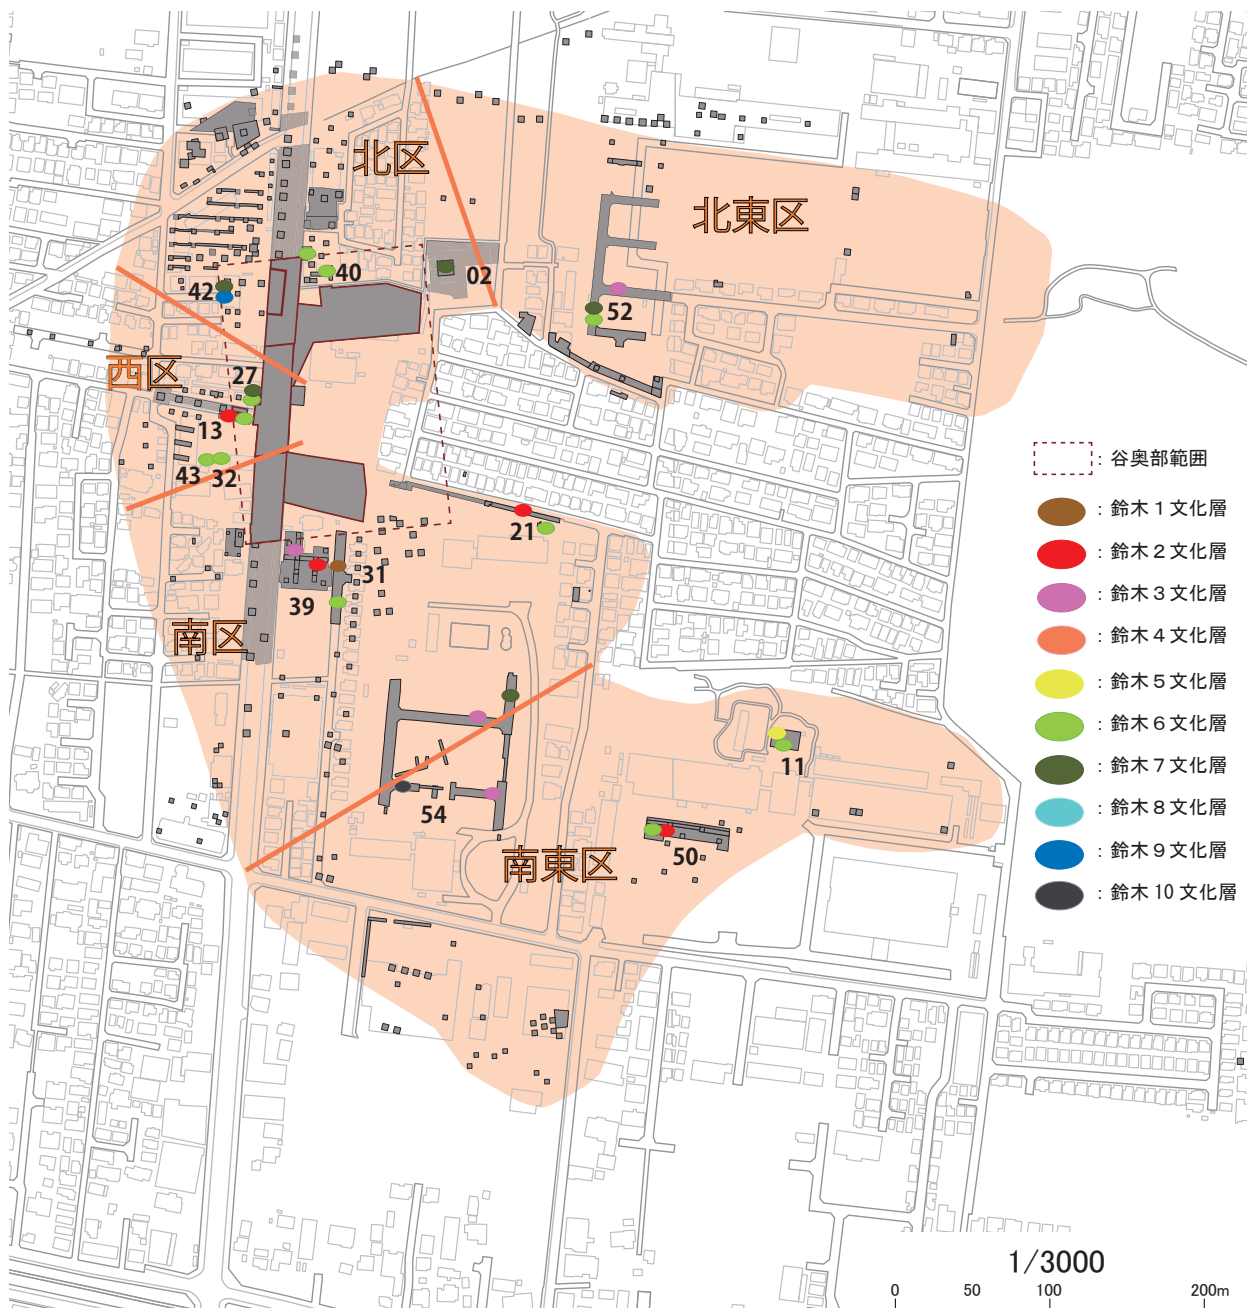 北区
北東区
40
02
42
52
西区
27
13
43
32
21
31
39
南区
11
54
50
南東区
: 谷奥部範囲
: 鈴木1文化層
: 鈴木2文化層
: 鈴木3文化層
: 鈴木4文化層
: 鈴木5文化層
: 鈴木6文化層
: 鈴木7文化層
: 鈴木8文化層
: 鈴木9文化層
: 鈴木10文化層
1/3000
0 50 100 200m